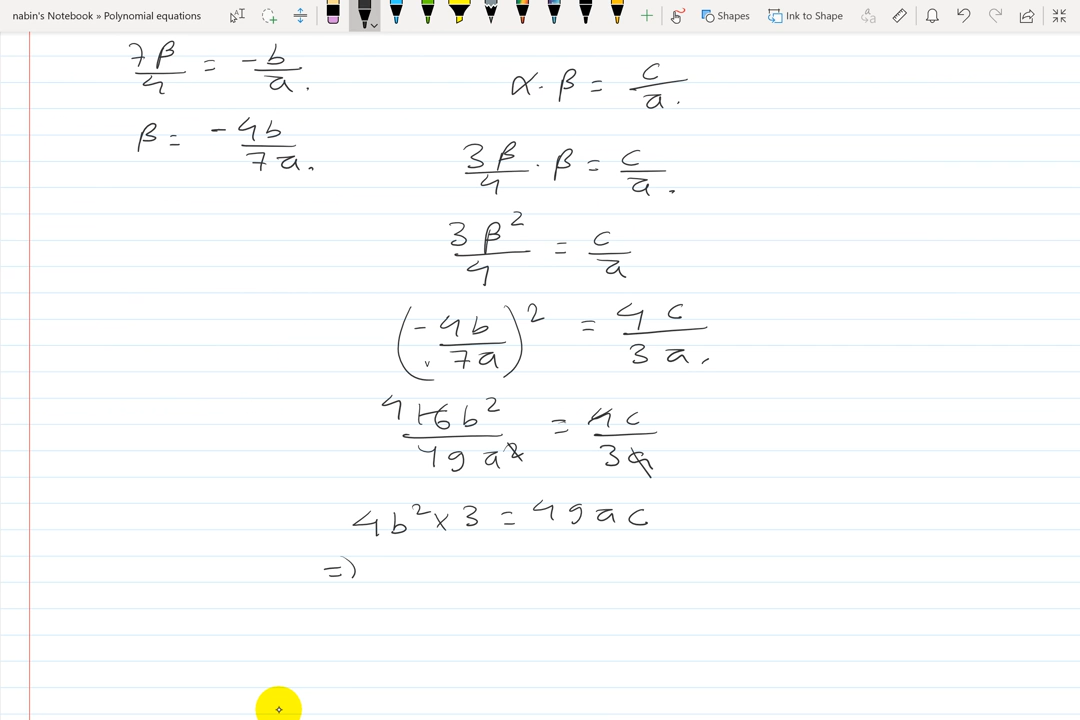 nabin's Notebook » Polynomial equations
Shapes
Ink to Shape
7β/4 = -b/a.
β = -4b/7a.
α · β = c/a.
3β/4 · β = c/a.
3β²/4 = c/a
(-4b/7a)² = 4c/3a.
4 16b²/49a² = 4c/3a
4b² × 3 = 49ac
=)